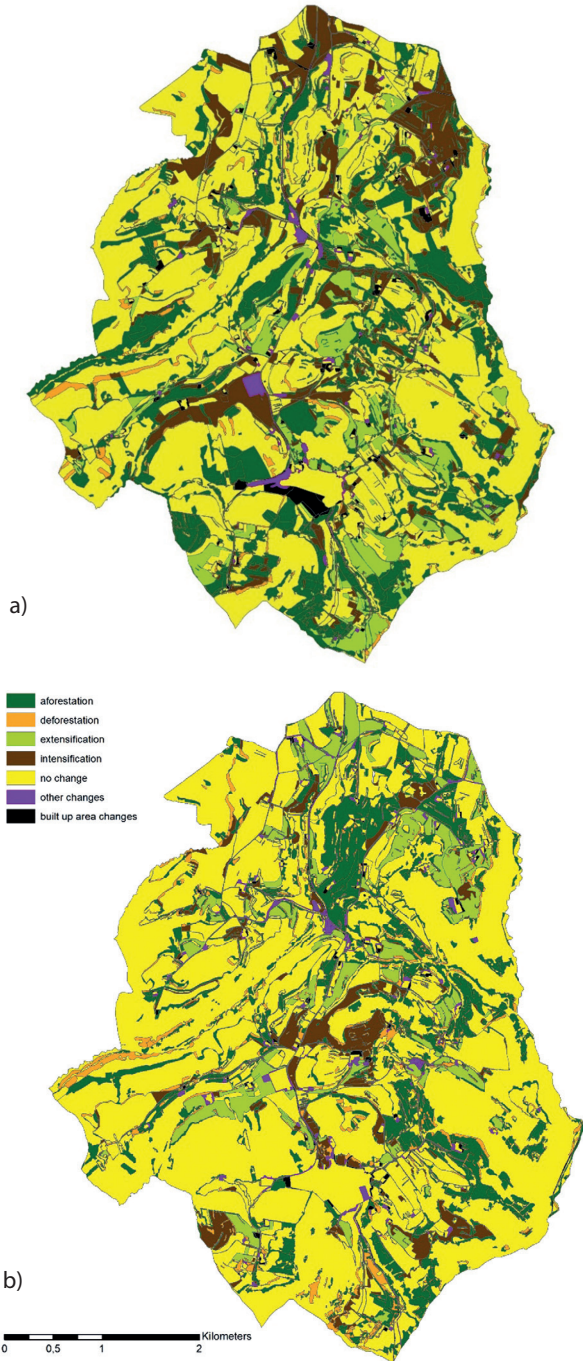 a)
aforestation
deforestation
extensification
intensification
no change
other changes
built up area changes
b)
Kilometers
0 0,5 1 2